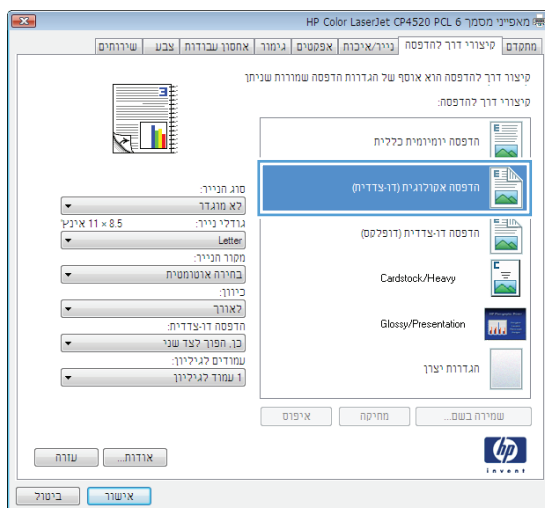 מאפייני מסמך HP Color LaserJet CP4520 PCL 6
מתקדם קיצורי דרך להדפסה נייר/איכות אפקטים גימור אחסון עבודות צבע שירותים
קיצור דרך להדפסה הוא אוסף של הגדרות הדפסה שמורות שניתן
קיצורי דרך להדפסה:
הדפסה יומיומית כללית
הדפסה אקולוגית (דו-צדדית)
הדפסה דו-צדדית (דופלקס)
Cardstock/Heavy
Glossy/Presentation
הגדרות יצרן
שמירה בשם...
מחיקה
איפוס
סוג הנייר:
לא מוגדר
גודלי נייר: 8.5 × 11 אינץ'
Letter
מקור הנייר:
בחירה אוטומטית
כיוון:
לאורך
הדפסה דו-צדדית:
כן, הפוך לצד שני
עמודים לגיליון:
1 עמוד לגיליון
hp
invent
אודות...
עזרה
אישור
ביטול